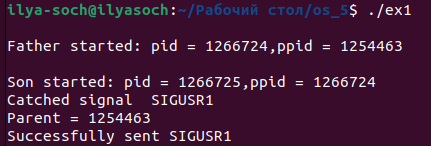 ilya-soch@ilyasoch:~/Рабочий стол/os_5$ ./ex1
Father started: pid = 1266724,ppid = 1254463
Son started: pid = 1266725,ppid = 1266724
Catched signal  SIGUSR1
Parent = 1254463
Successfully sent SIGUSR1